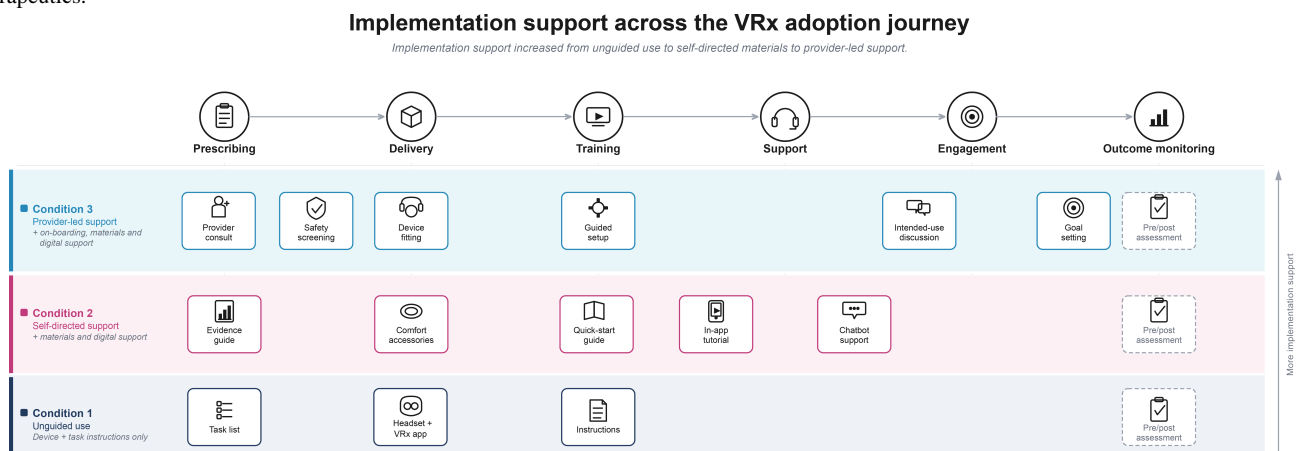 rapeutics.
Implementation support across the VRx adoption journey
Implementation support increased from unguided use to self-directed materials to provider-led support.
Prescribing
Delivery
Training
Support
Engagement
Outcome monitoring
Condition 3
Provider-led support
+ on-boarding, materials and
digital support
Provider
consult
Safety
screening
Device
fitting
Guided
setup
Intended-use
discussion
Goal
setting
Pre/post
assessment
Condition 2
Self-directed support
+ materials and digital support
Evidence
guide
Comfort
accessories
Quick-start
guide
In-app
tutorial
Chatbot
support
Pre/post
assessment
Condition 1
Unguided use
Device + task instructions only
Task list
Headset +
VRx app
Instructions
Pre/post
assessment
More implementation support